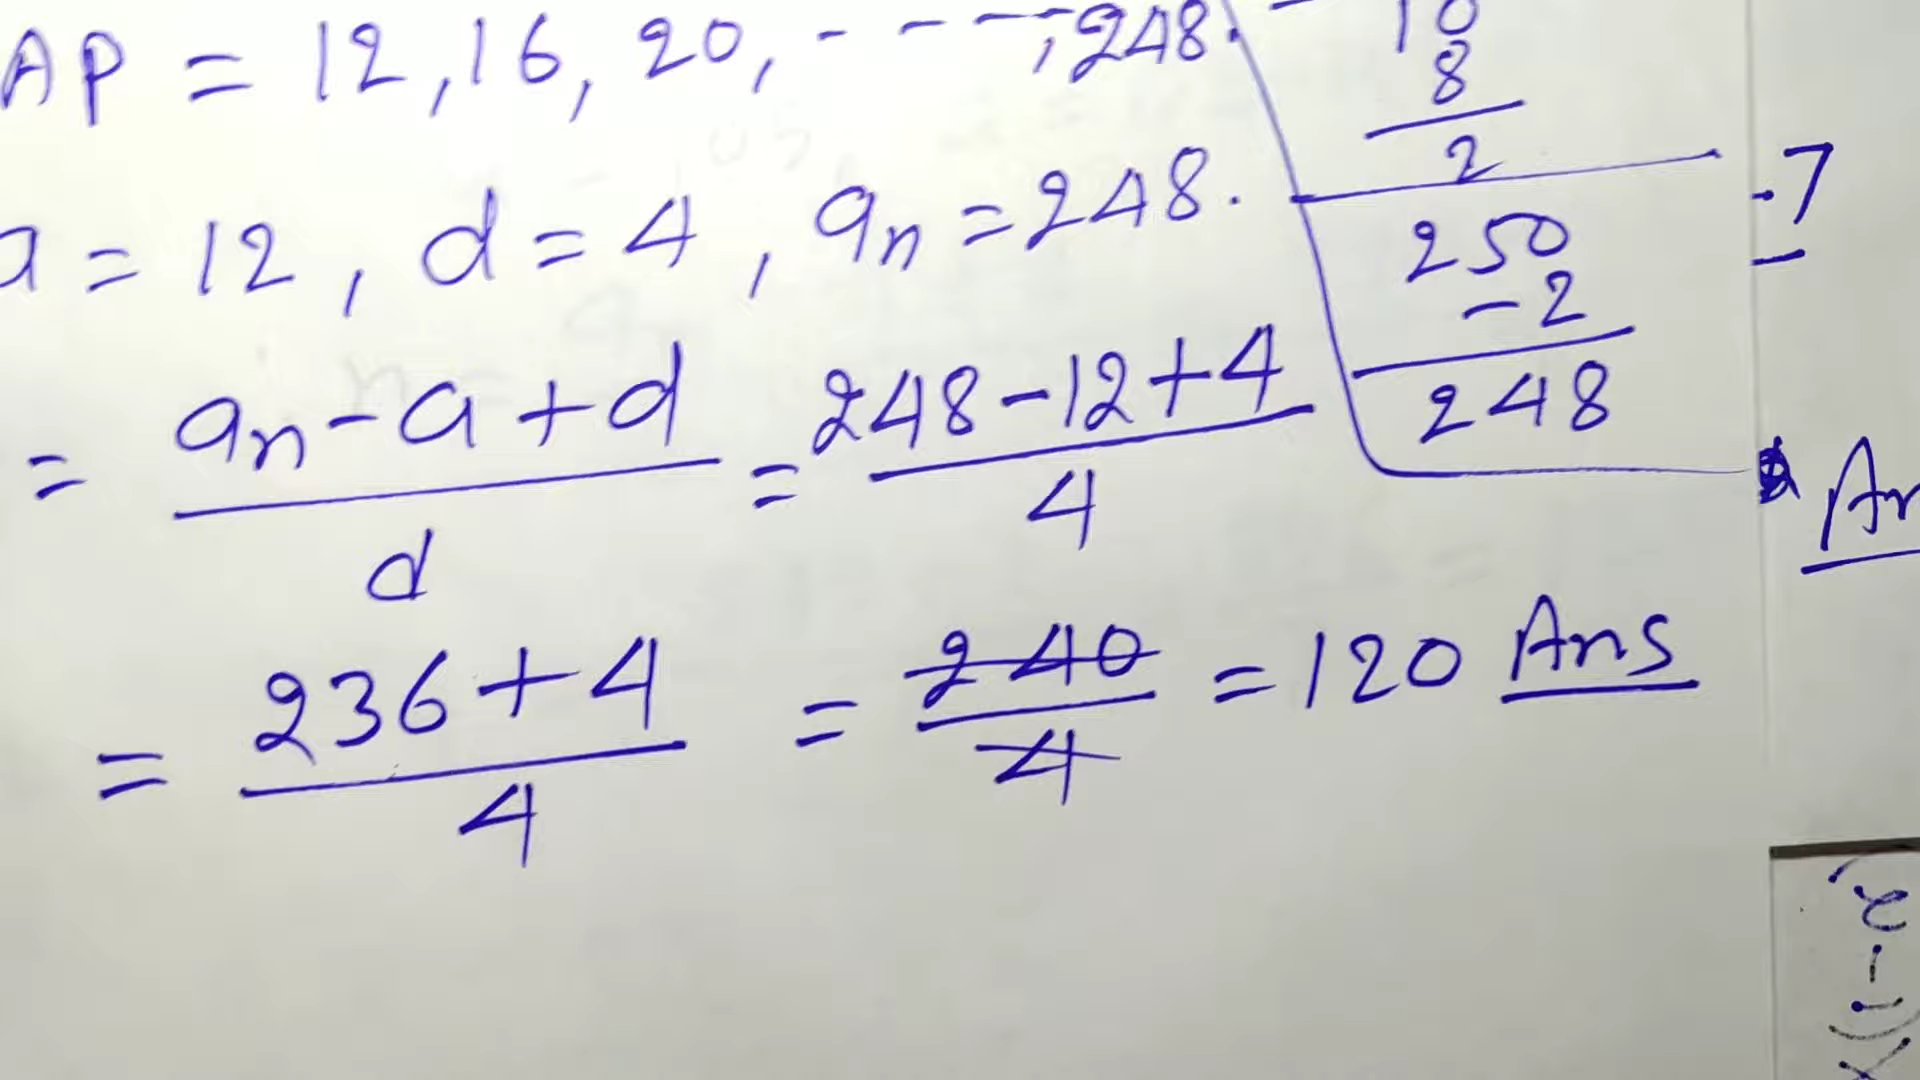 AP = 12, 16, 20, - - - - , 248.
a = 12 , d = 4 , an = 248.
= an - a + d / d = 248 - 12 + 4 / 4
= 236 + 4 / 4 = 240 / 4 = 120 Ans
10
8
2
250
- 2
248
-7